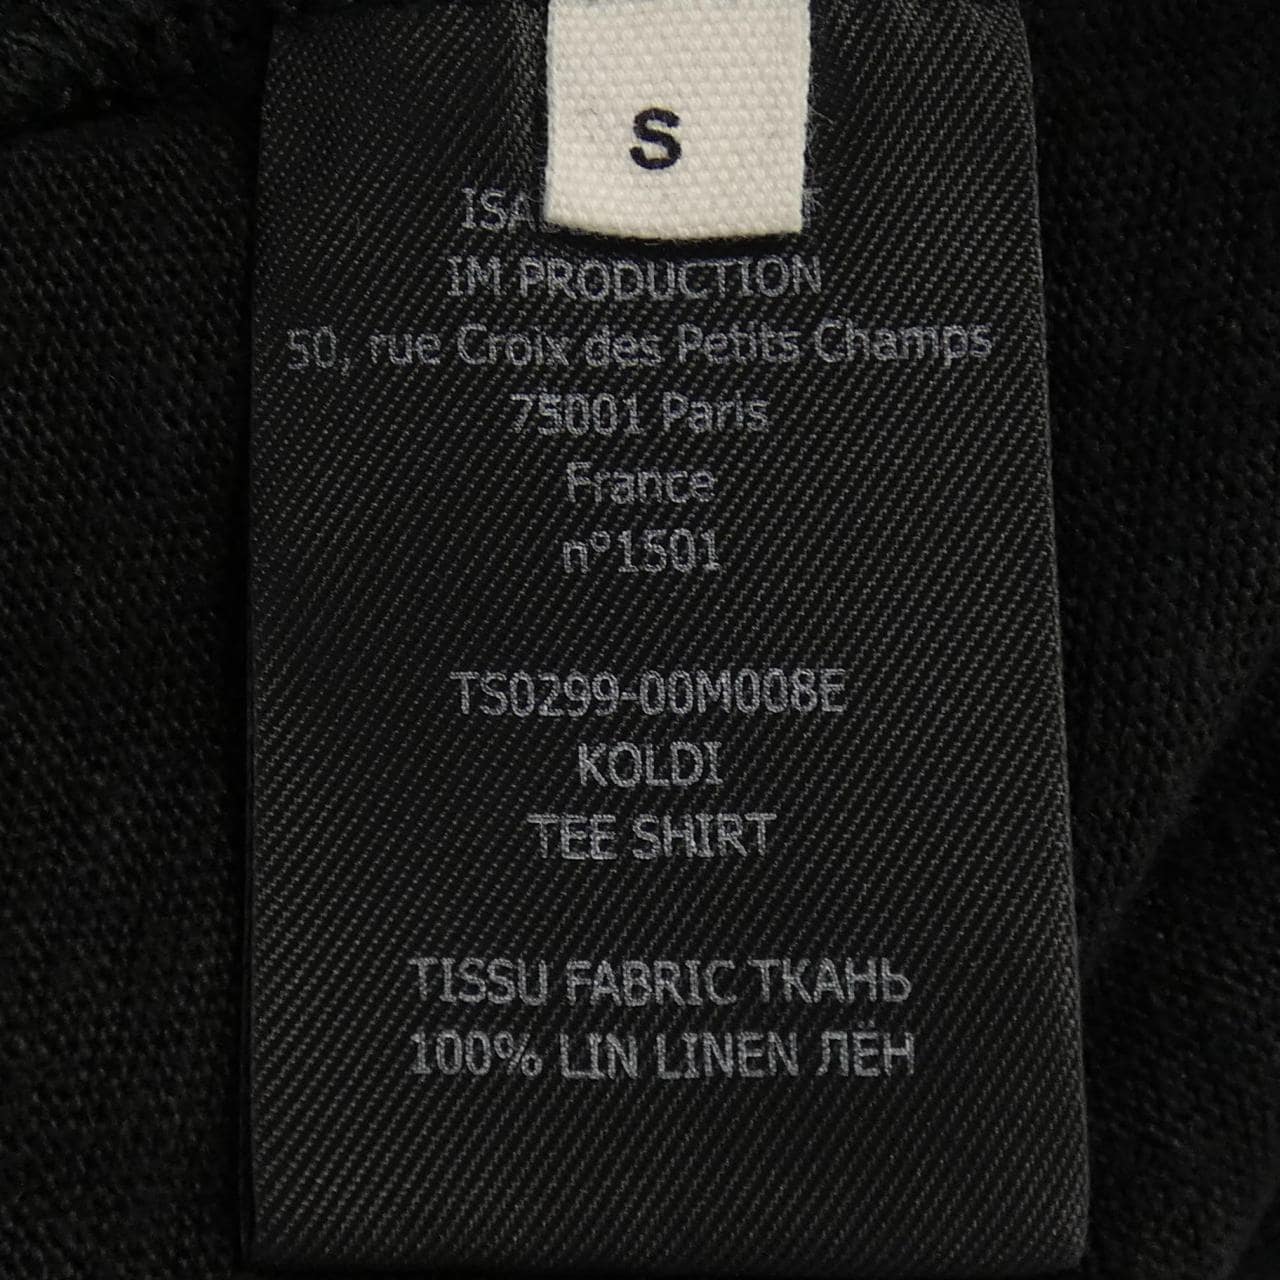 S
IM PRODUCTION
50, rue Croix des Petits Champs
75001 Paris
France
n°1501
TS0299-00M008E
KOLDI
TEE SHIRT
TISSU FABRIC ТКАНЬ
100% LIN LINEN ЛЁН